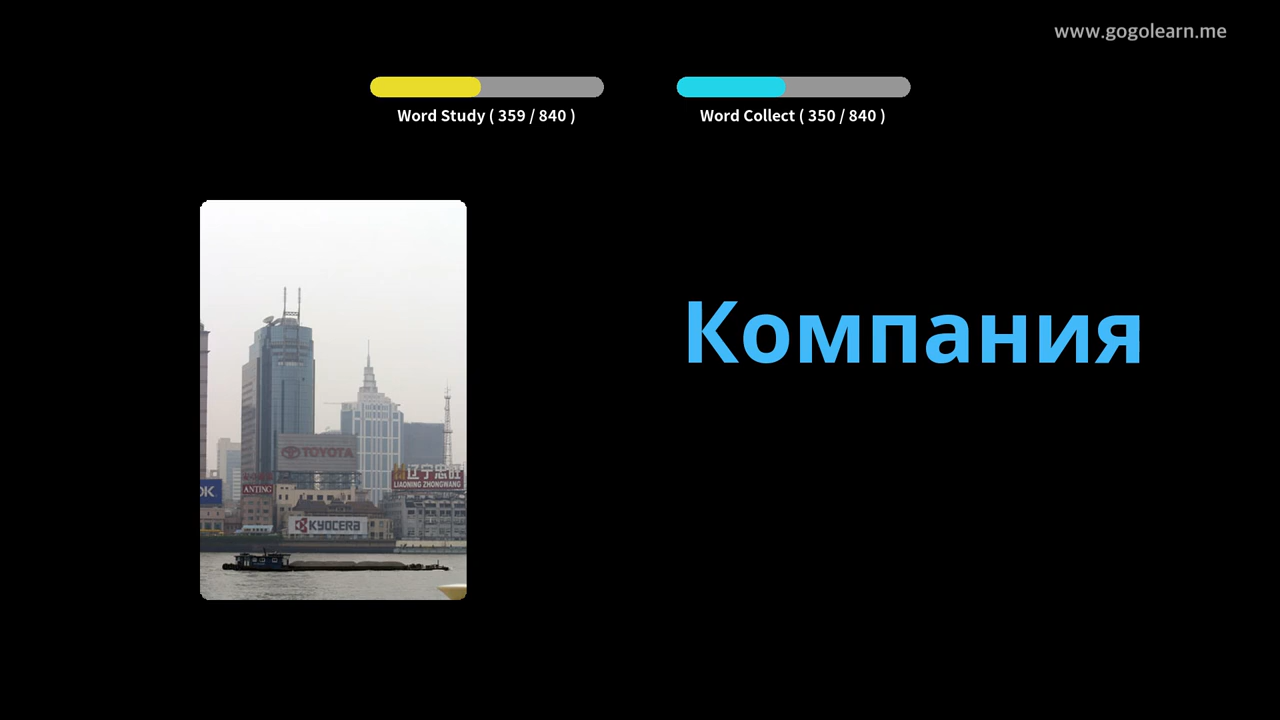 www.gogolearn.me
Word Study ( 359 / 840 )
Word Collect ( 350 / 840 )
Компания
TOYOTA
辽宁忠旺
LIAONING ZHONGWANG
OK
ANTING
KYOCERA